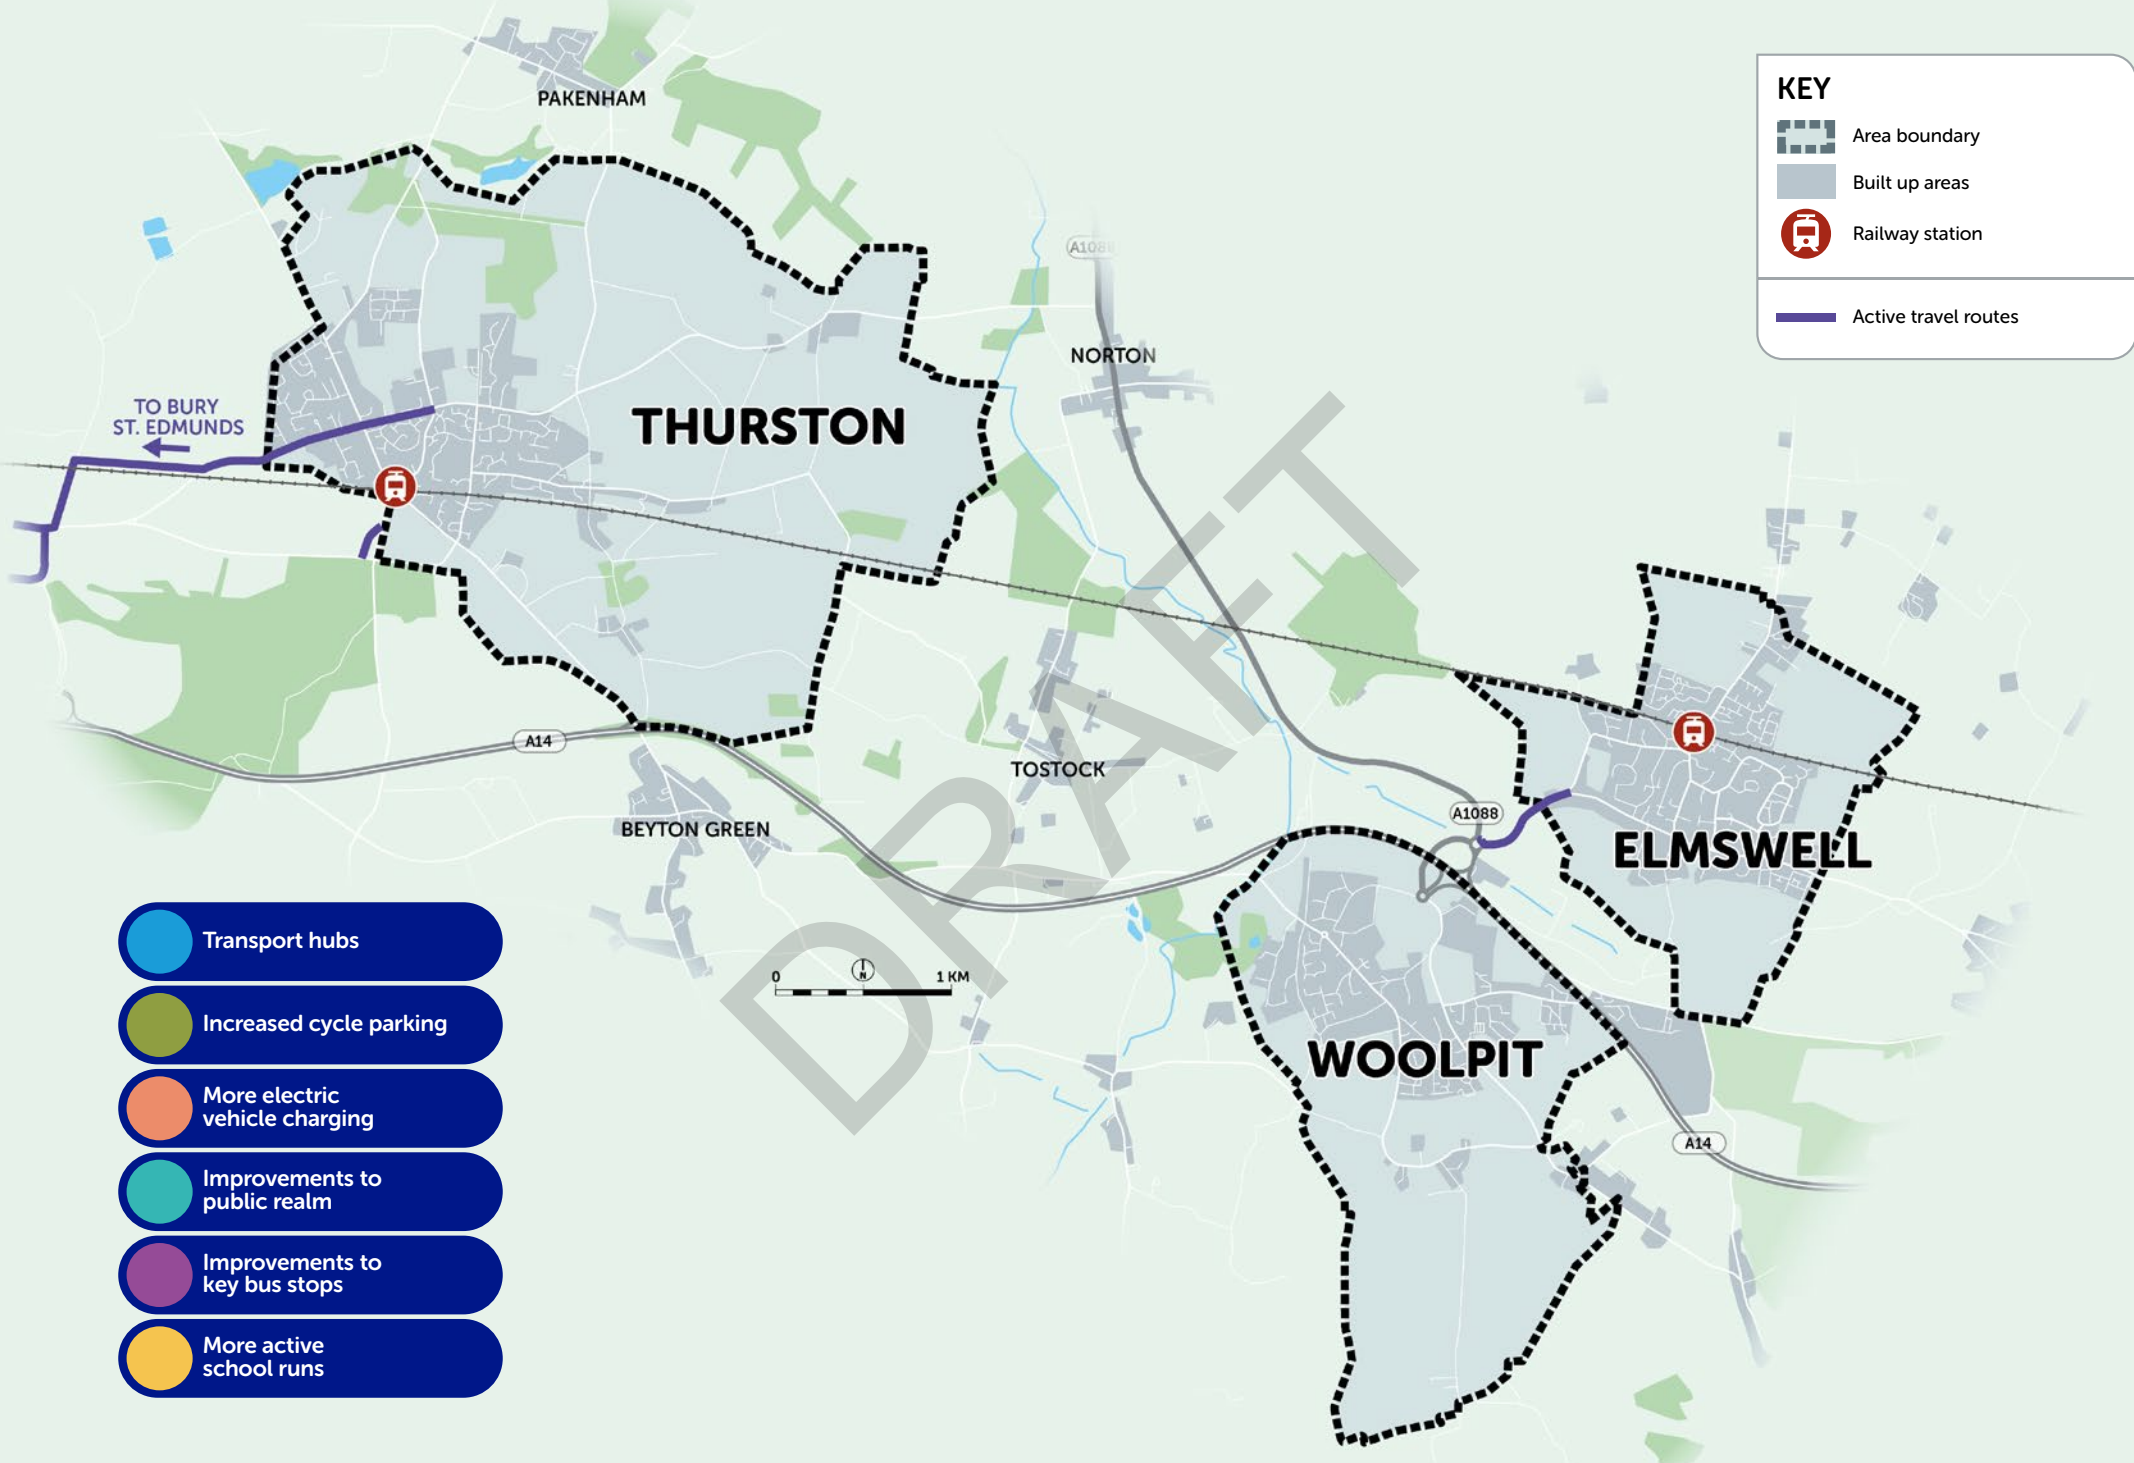 PAKENHAM
KEY
Area boundary
Built up areas
Railway station
Active travel routes
A1088
NORTON
TO BURY
ST. EDMUNDS
THURSTON
A14
TOSTOCK
BEYTON GREEN
A1088
ELMSWELL
DRAFT
0
N
1 KM
WOOLPIT
A14
Transport hubs
Increased cycle parking
More electric
vehicle charging
Improvements to
public realm
Improvements to
key bus stops
More active
school runs